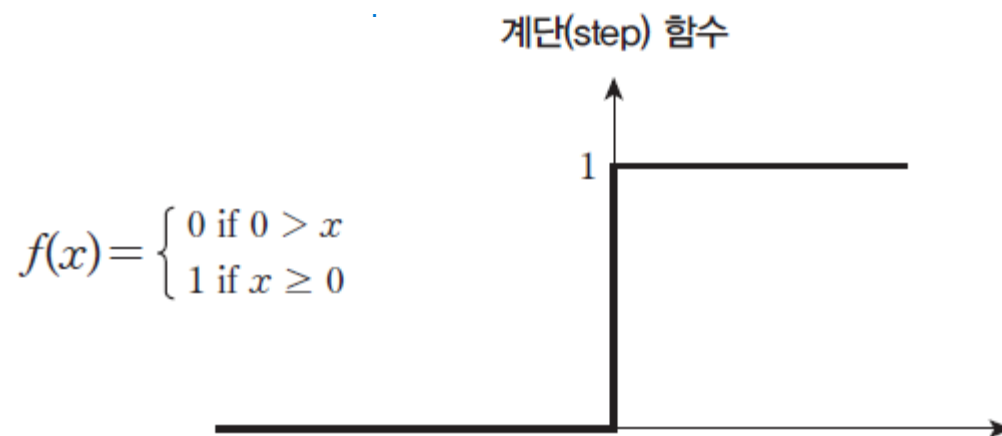 계단(step) 함수
1
f(x)= { 0 if 0 > x
1 if x ≥ 0